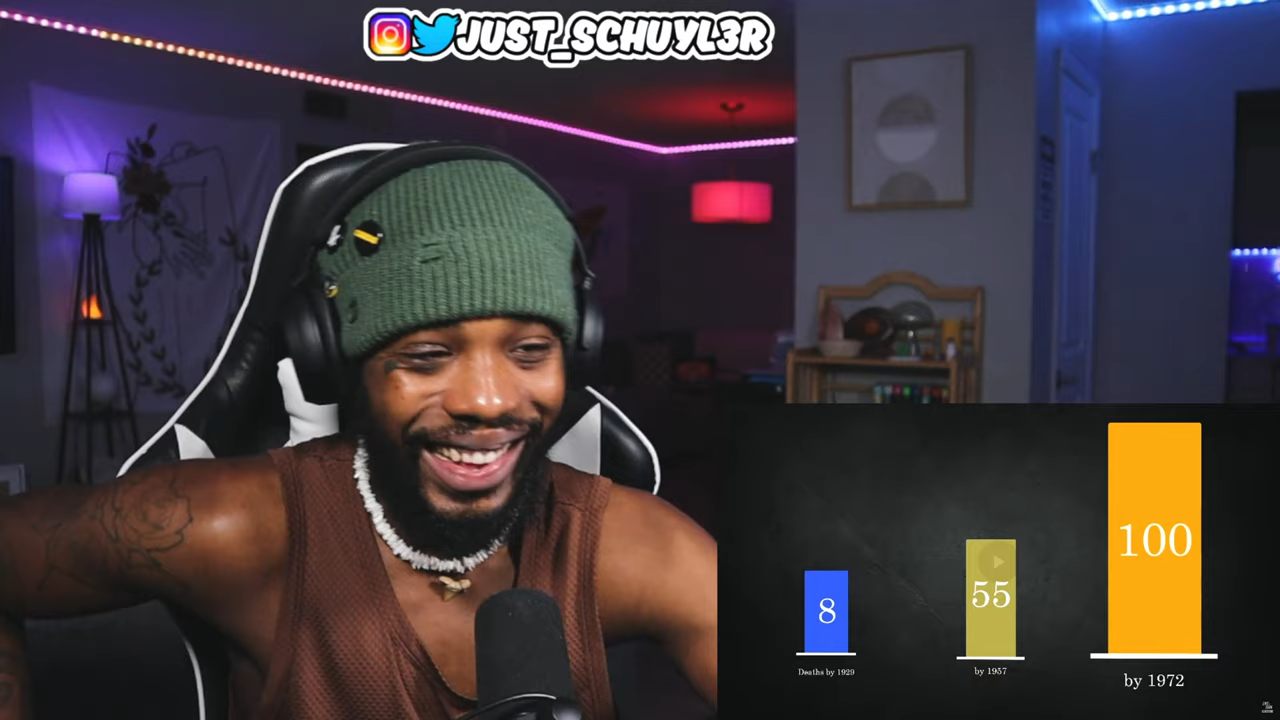 JUST_SCHUYL3R
100
55
8
Deaths by 1929
by 1957
by 1972